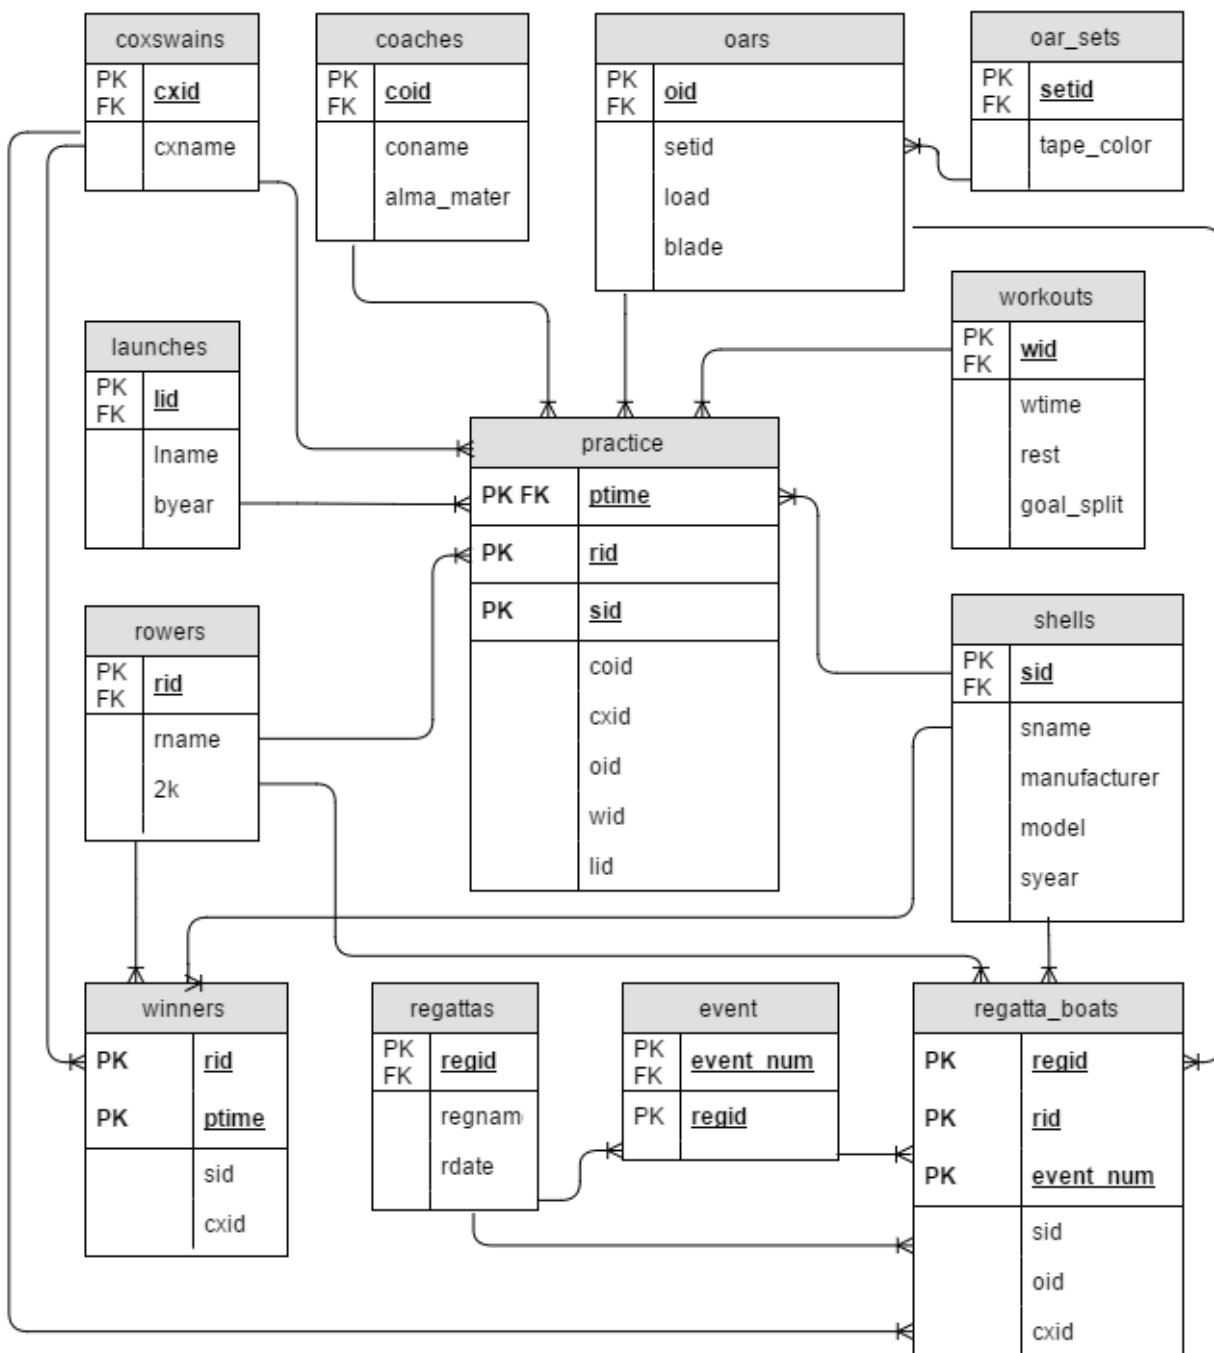 coxswains
PK
FK
cxid
cxname
coaches
PK
FK
coid
coname
alma_mater
oars
PK
FK
oid
setid
load
blade
oar_sets
PK
FK
setid
tape_color
launches
PK
FK
lid
lname
byear
workouts
PK
FK
wid
wtime
rest
goal_split
practice
PK FK ptime
PK rid
PK sid
coid
cxid
oid
wid
lid
rowers
PK
FK
rid
rname
2k
shells
PK
FK
sid
sname
manufacturer
model
syear
winners
PK rid
PK ptime
sid
cxid
regattas
PK
FK
regid
regnam
rdate
event
PK
FK
event_num
PK regid
regatta_boats
PK regid
PK rid
PK event_num
sid
oid
cxid